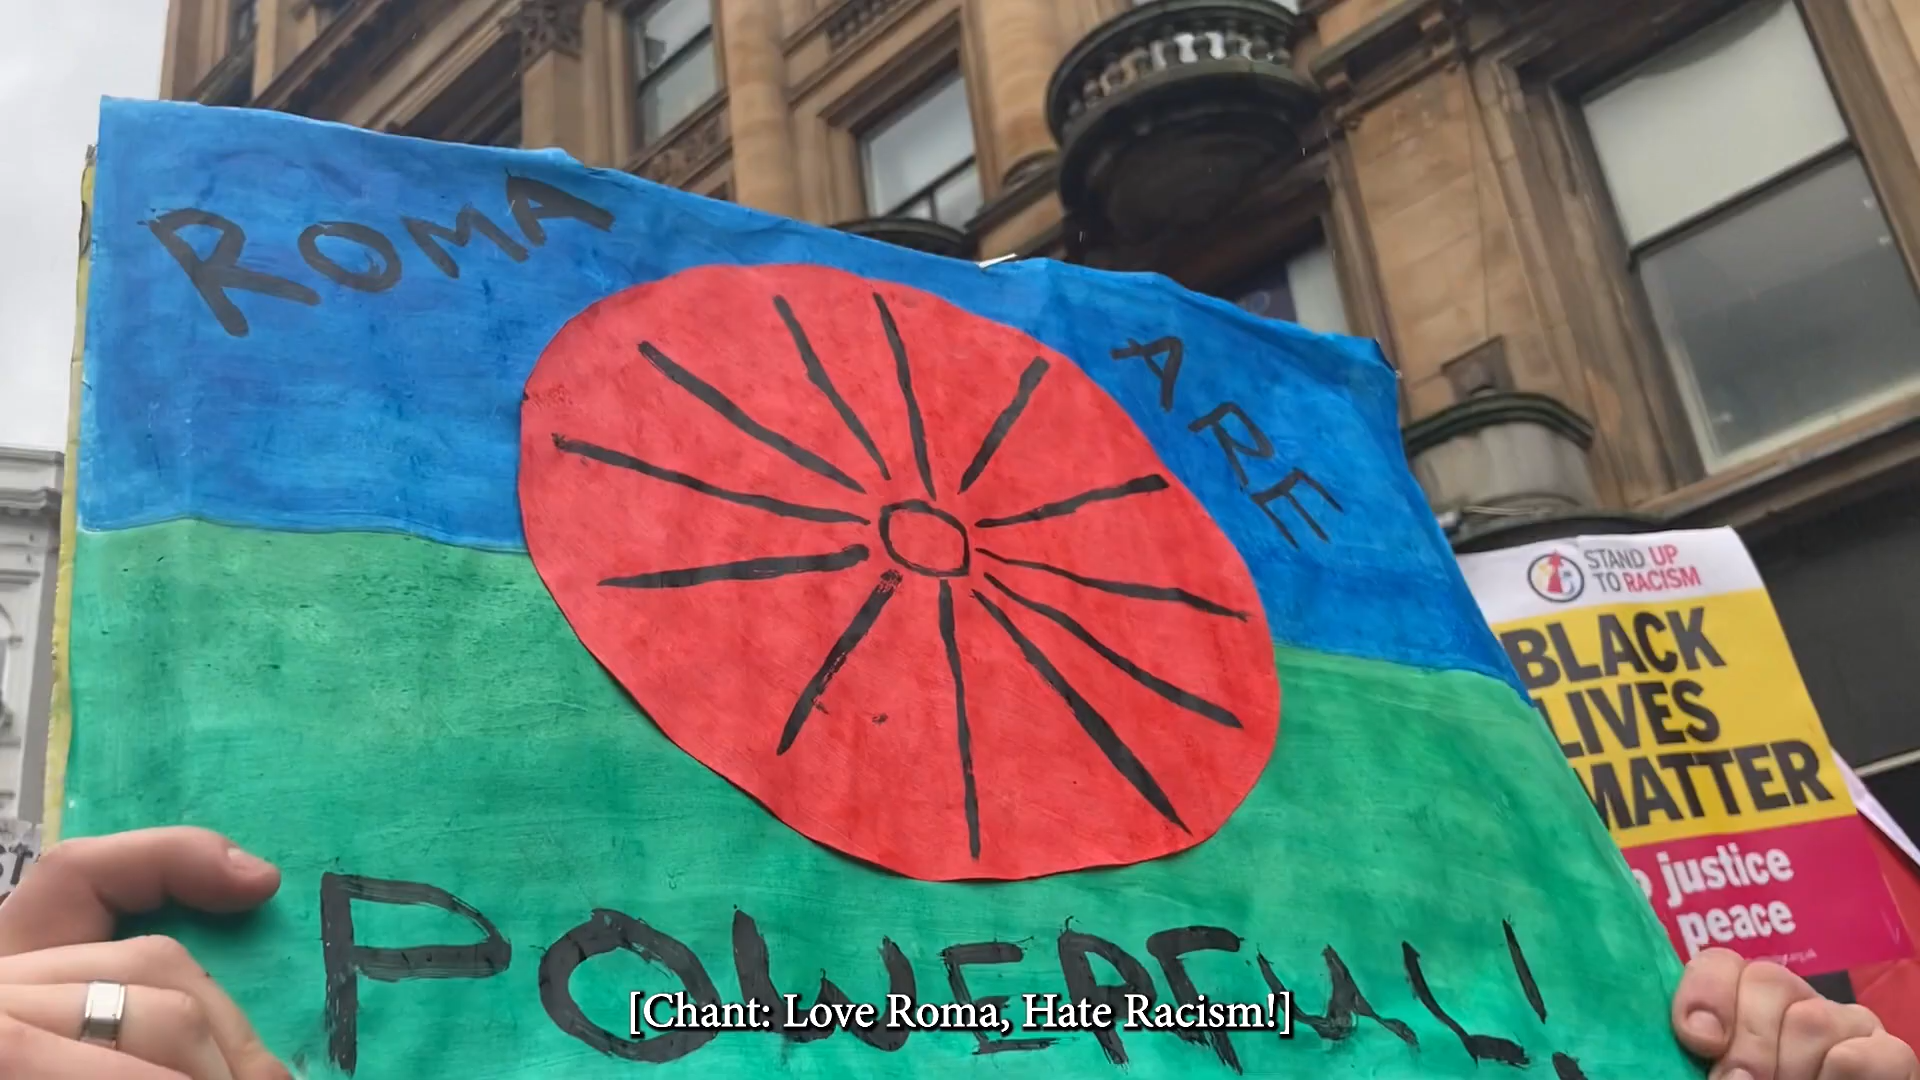 ROMA
ARE
POWERFUL!
STAND UP
TO RACISM
BLACK
LIVES
MATTER
justice
peace
[Chant: Love Roma, Hate Racism!]